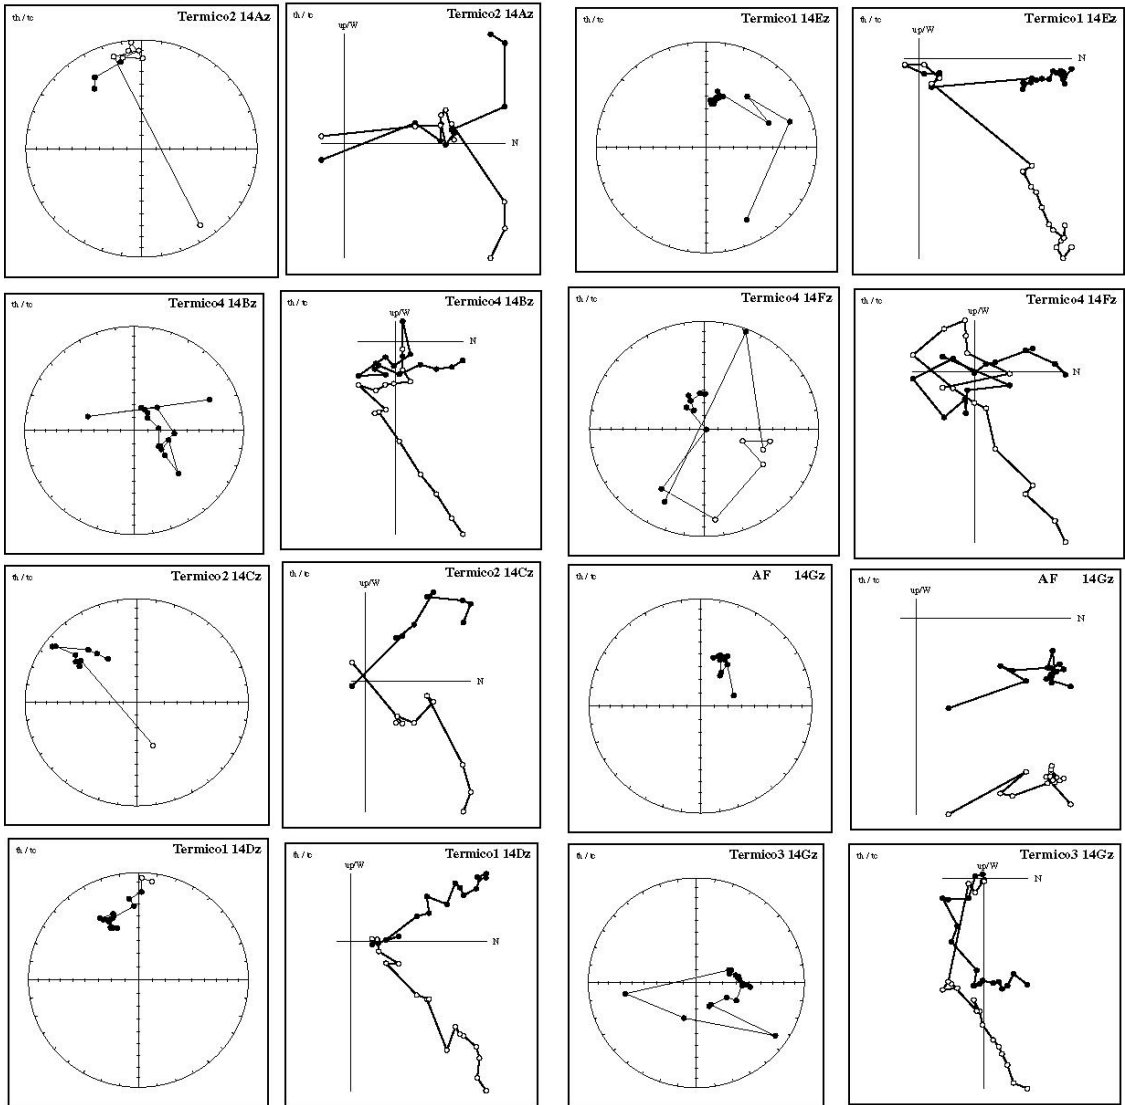 th / tc Termico2 14Az
th / tc Termico2 14Az
up/W
N
th / tc Termico1 14Ez
th / tc Termico1 14Ez
up/W
N
th / tc Termico4 14Bz
th / tc Termico4 14Bz
up/W
N
th / tc Termico4 14Fz
th / tc Termico4 14Fz
up/W
N
th / tc Termico2 14Cz
th / tc Termico2 14Cz
up/W
N
th / tc AF 14Gz
th / tc AF 14Gz
up/W
N
th / tc Termico1 14Dz
th / tc Termico1 14Dz
up/W
N
th / tc Termico3 14Gz
th / tc Termico3 14Gz
up/W
N